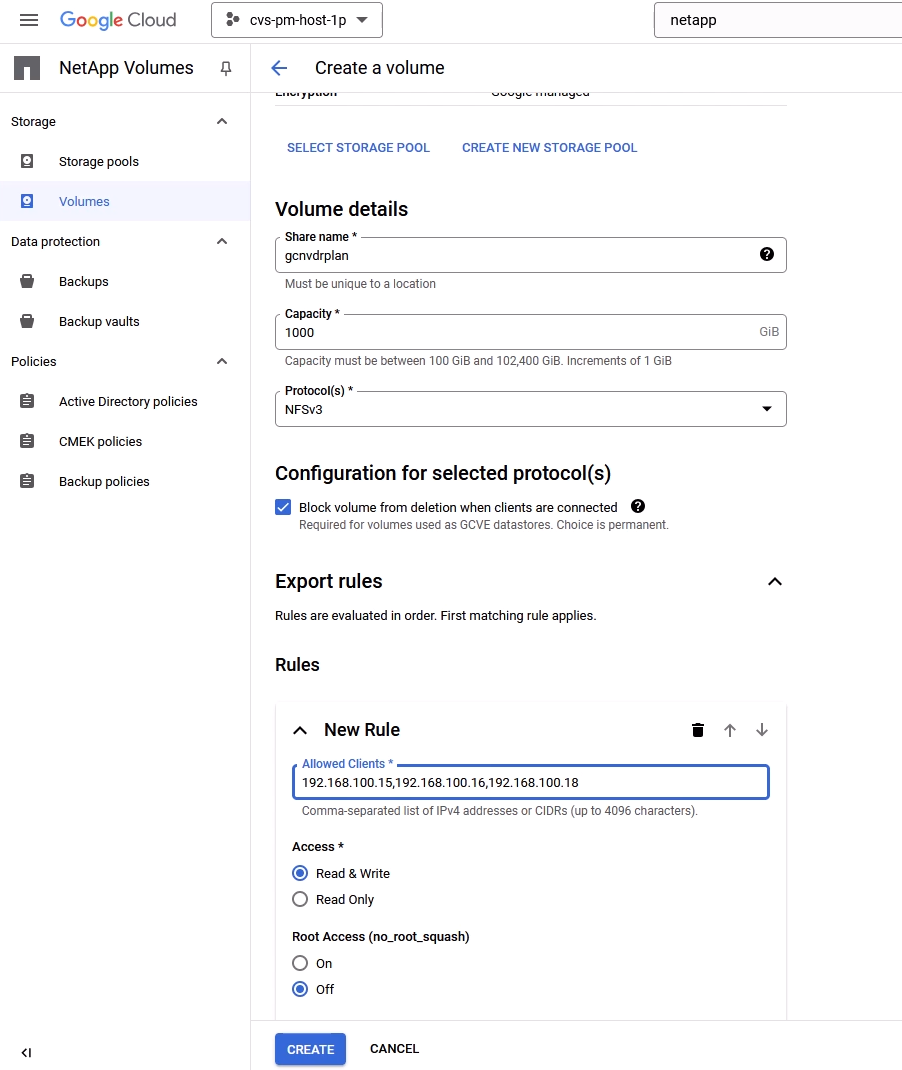 Google Cloud
cvs-pm-host-1p
netapp
NetApp Volumes
Create a volume
Storage
Storage pools
Volumes
Data protection
Backups
Backup vaults
Policies
Active Directory policies
CMEK policies
Backup policies
Encryption Google managed
SELECT STORAGE POOL CREATE NEW STORAGE POOL
Volume details
Share name *
gcnvdrplan
Must be unique to a location
Capacity *
1000 GiB
Capacity must be between 100 GiB and 102,400 GiB. Increments of 1 GiB
Protocol(s) *
NFSv3
Configuration for selected protocol(s)
Block volume from deletion when clients are connected
Required for volumes used as GCVE datastores. Choice is permanent.
Export rules
Rules are evaluated in order. First matching rule applies.
Rules
New Rule
Allowed Clients *
192.168.100.15,192.168.100.16,192.168.100.18
Comma-separated list of IPv4 addresses or CIDRs (up to 4096 characters).
Access *
Read & Write
Read Only
Root Access (no_root_squash)
On
Off
CREATE CANCEL